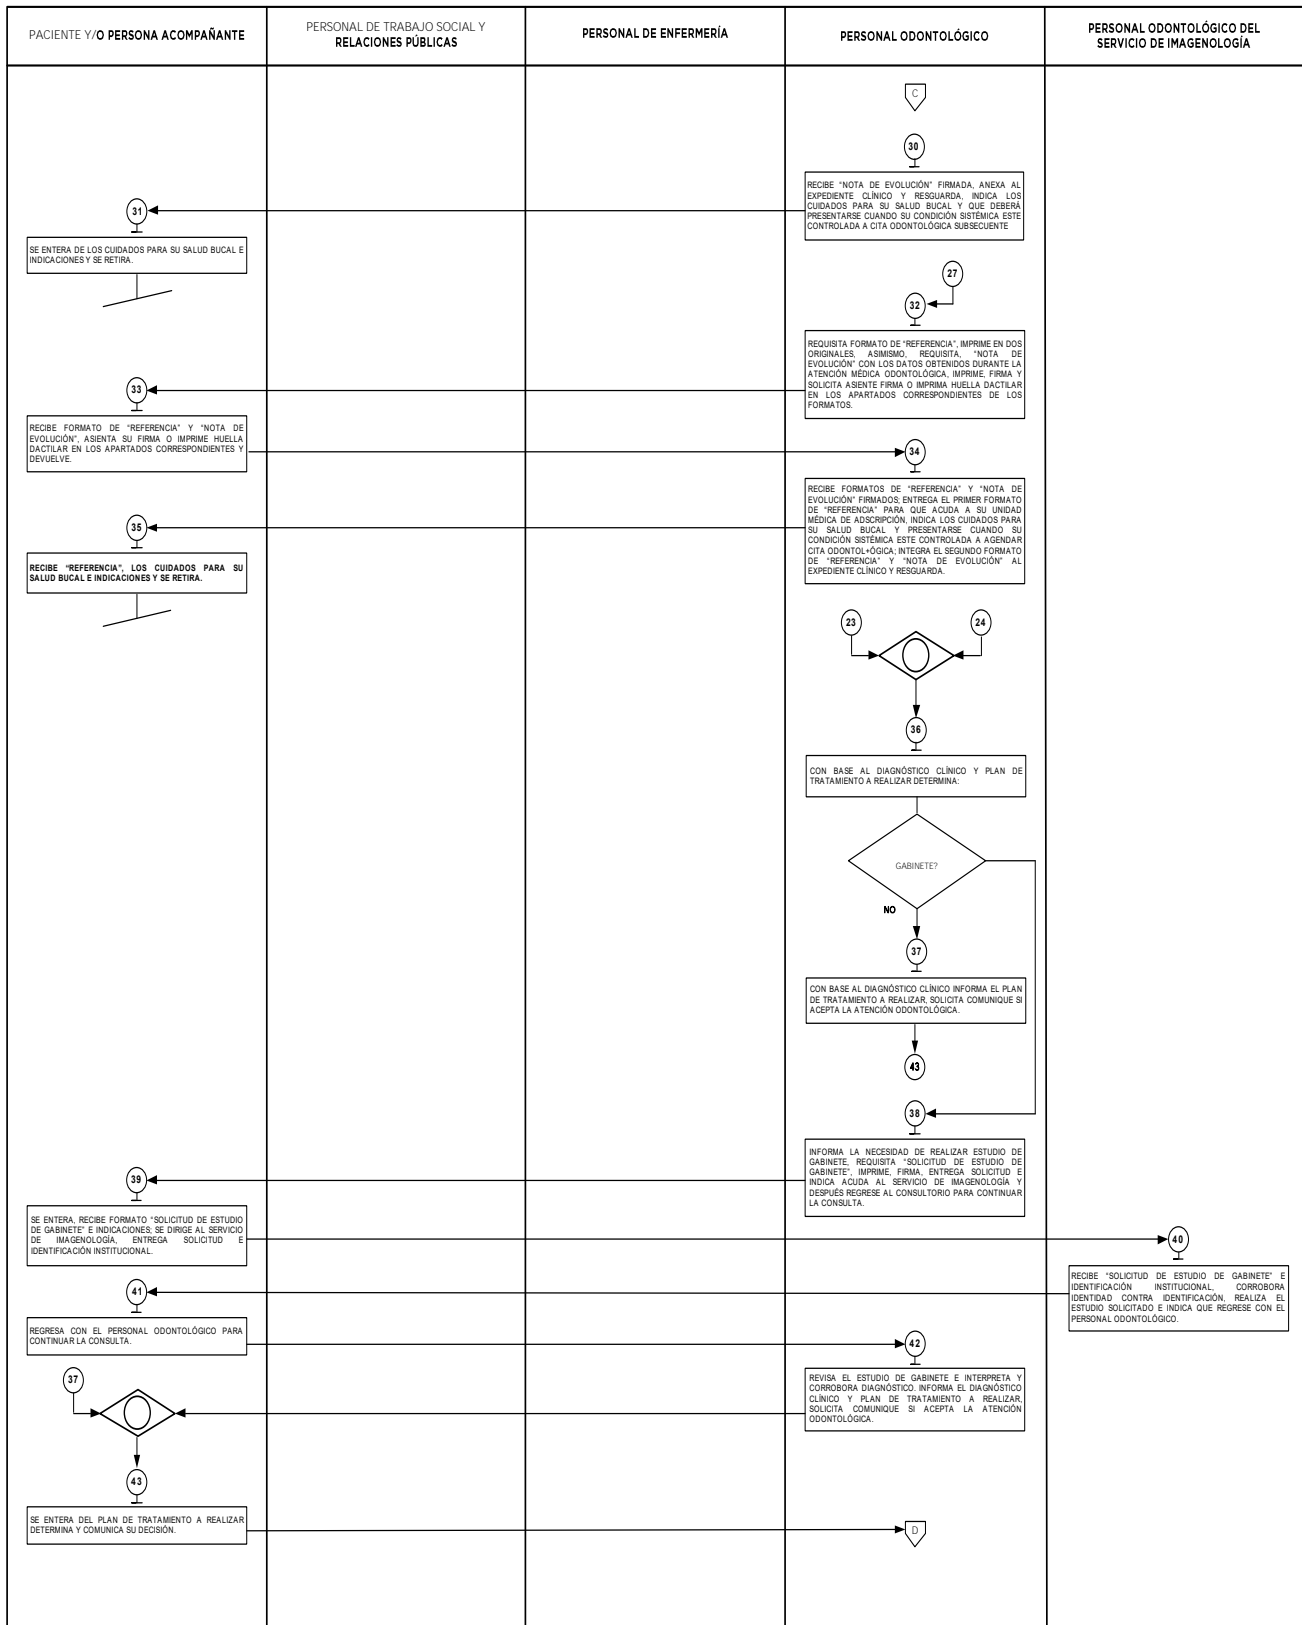 PACIENTE Y/O PERSONA ACOMPAÑANTE
PERSONAL DE TRABAJO SOCIAL Y
RELACIONES PÚBLICAS
PERSONAL DE ENFERMERÍA
PERSONAL ODONTOLÓGICO
PERSONAL ODONTOLÓGICO DEL
SERVICIO DE IMAGENOLOGÍA
C
30
RECIBE “NOTA DE EVOLUCIÓN” FIRMADA, ANEXA AL
EXPEDIENTE CLÍNICO Y RESGUARDA, INDICA LOS
CUIDADOS PARA SU SALUD BUCAL Y QUE DEBERÁ
PRESENTARSE CUANDO SU CONDICIÓN SISTÉMICA ESTE
CONTROLADA A CITA ODONTOLÓGICA SUBSECUENTE
31
SE ENTERA DE LOS CUIDADOS PARA SU SALUD BUCAL E
INDICACIONES Y SE RETIRA.
27
32
REQUISITA FORMATO DE “REFERENCIA”, IMPRIME EN DOS
ORIGINALES, ASIMISMO, REQUISITA, “NOTA DE
EVOLUCIÓN” CON LOS DATOS OBTENIDOS DURANTE LA
ATENCIÓN MÉDICA ODONTOLÓGICA, IMPRIME, FIRMA Y
SOLICITA ASIENTE FIRMA O IMPRIMA HUELLA DACTILAR
EN LOS APARTADOS CORRESPONDIENTES DE LOS
FORMATOS.
33
RECIBE FORMATO DE “REFERENCIA” Y “NOTA DE
EVOLUCIÓN”, ASIENTA SU FIRMA O IMPRIME HUELLA
DACTILAR EN LOS APARTADOS CORRESPONDIENTES Y
DEVUELVE.
34
RECIBE FORMATOS DE “REFERENCIA” Y “NOTA DE
EVOLUCIÓN” FIRMADOS; ENTREGA EL PRIMER FORMATO
DE “REFERENCIA” PARA QUE ACUDA A SU UNIDAD
MÉDICA DE ADSCRIPCIÓN, INDICA LOS CUIDADOS PARA
SU SALUD BUCAL Y PRESENTARSE CUANDO SU
CONDICIÓN SISTÉMICA ESTE CONTROLADA A AGENDAR
CITA ODONTOL+ÓGICA; INTEGRA EL SEGUNDO FORMATO
DE “REFERENCIA” Y “NOTA DE EVOLUCIÓN” AL
EXPEDIENTE CLÍNICO Y RESGUARDA.
35
RECIBE “REFERENCIA”, LOS CUIDADOS PARA SU
SALUD BUCAL E INDICACIONES Y SE RETIRA.
23
24
36
CON BASE AL DIAGNÓSTICO CLÍNICO Y PLAN DE
TRATAMIENTO A REALIZAR DETERMINA:
GABINETE?
NO
37
CON BASE AL DIAGNÓSTICO CLÍNICO INFORMA EL PLAN
DE TRATAMIENTO A REALIZAR, SOLICITA COMUNIQUE SI
ACEPTA LA ATENCIÓN ODONTOLÓGICA.
43
38
INFORMA LA NECESIDAD DE REALIZAR ESTUDIO DE
GABINETE, REQUISITA “SOLICITUD DE ESTUDIO DE
GABINETE”, IMPRIME, FIRMA, ENTREGA SOLICITUD E
INDICA ACUDA AL SERVICIO DE IMAGENOLOGÍA Y
DESPUÉS REGRESE AL CONSULTORIO PARA CONTINUAR
LA CONSULTA.
39
SE ENTERA, RECIBE FORMATO “SOLICITUD DE ESTUDIO
DE GABINETE” E INDICACIONES; SE DIRIGE AL SERVICIO
DE IMAGENOLOGÍA, ENTREGA SOLICITUD E
IDENTIFICACIÓN INSTITUCIONAL.
40
RECIBE “SOLICITUD DE ESTUDIO DE GABINETE” E
IDENTIFICACIÓN INSTITUCIONAL, CORROBORA
IDENTIDAD CONTRA IDENTIFICACIÓN, REALIZA EL
ESTUDIO SOLICITADO E INDICA QUE REGRESE CON EL
PERSONAL ODONTOLÓGICO.
41
REGRESA CON EL PERSONAL ODONTOLÓGICO PARA
CONTINUAR LA CONSULTA.
42
REVISA EL ESTUDIO DE GABINETE E INTERPRETA Y
CORROBORA DIAGNÓSTICO. INFORMA EL DIAGNÓSTICO
CLÍNICO Y PLAN DE TRATAMIENTO A REALIZAR,
SOLICITA COMUNIQUE SI ACEPTA LA ATENCIÓN
ODONTOLÓGICA.
37
43
SE ENTERA DEL PLAN DE TRATAMIENTO A REALIZAR
DETERMINA Y COMUNICA SU DECISIÓN.
D